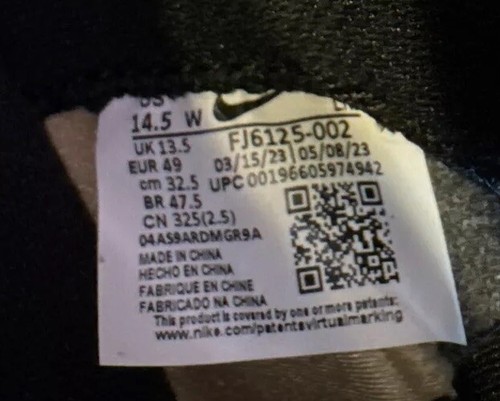 US
14.5 W
UK 13.5 FJ6125-002
EUR 49 03/15/23 05/08/23
cm 32.5 UPC 00196605974942
BR 47.5
CN 325(2.5)
04AS9ARDMGR9A
MADE IN CHINA
HECHO EN CHINA
FABRIQUE EN CHINE
FABRICADO NA CHINA
This product is covered by one or more patents:
www.nike.com/patentsvirtualmarking